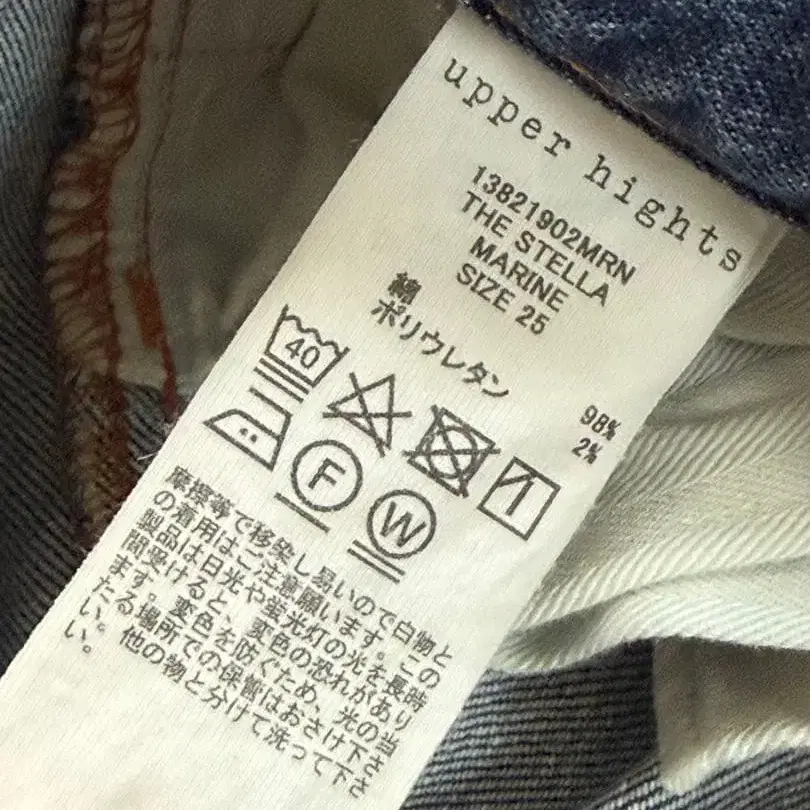 upper hights
13821902MRN
THE STELLA
MARINE
SIZE 25
綿 98%
ポリウレタン 2%
40
F
W
摩擦等で移染し易いので白物と
の着用はご注意願います。この
製品は日光や蛍光灯の光を長時
間受けると、変色の恐れがあり
ます。変色を防ぐため、光の当
たる場所での保管はおさけ下さ
い。他の物と分けて洗って下さ
い。